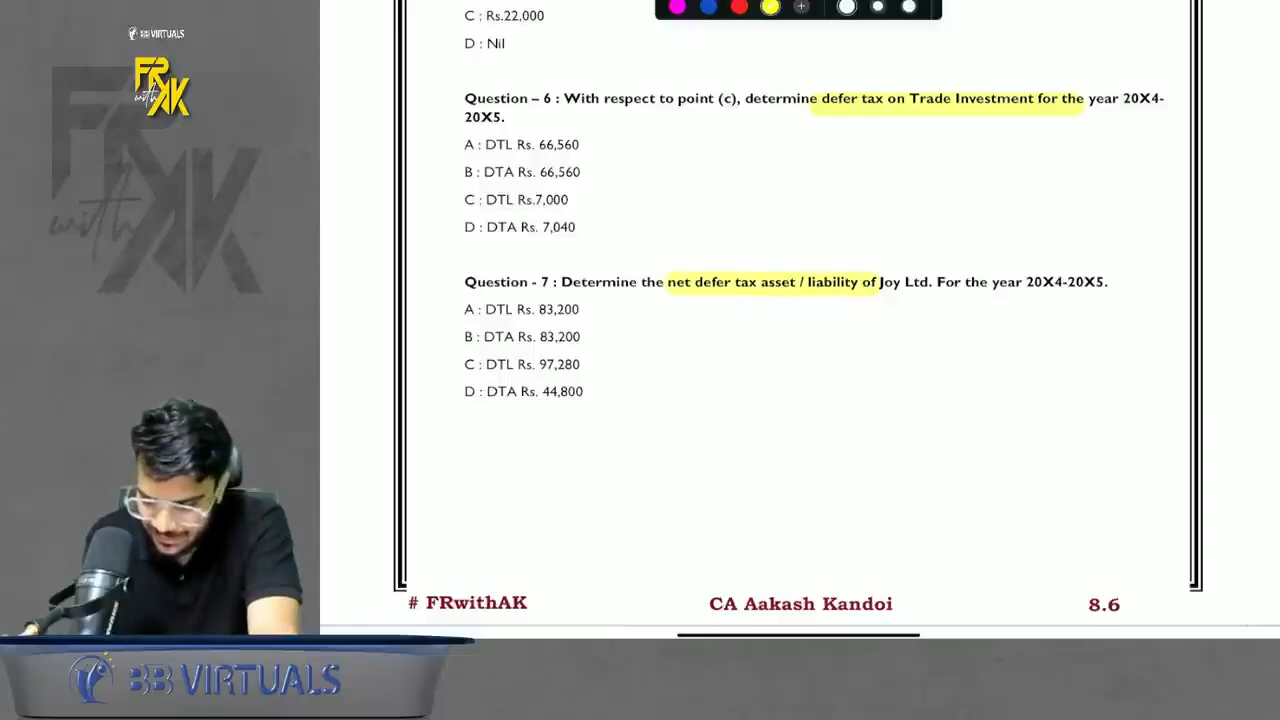 BB VIRTUALS
FR
with
AK
FR
with
AK
C : Rs.22,000
D : Nil
Question – 6 : With respect to point (c), determine defer tax on Trade Investment for the year 20X4-
20X5.
A : DTL Rs. 66,560
B : DTA Rs. 66,560
C : DTL Rs.7,000
D : DTA Rs. 7,040
Question - 7 : Determine the net defer tax asset / liability of Joy Ltd. For the year 20X4-20X5.
A : DTL Rs. 83,200
B : DTA Rs. 83,200
C : DTL Rs. 97,280
D : DTA Rs. 44,800
# FRwithAK CA Aakash Kandoi 8.6
BB VIRTUALS